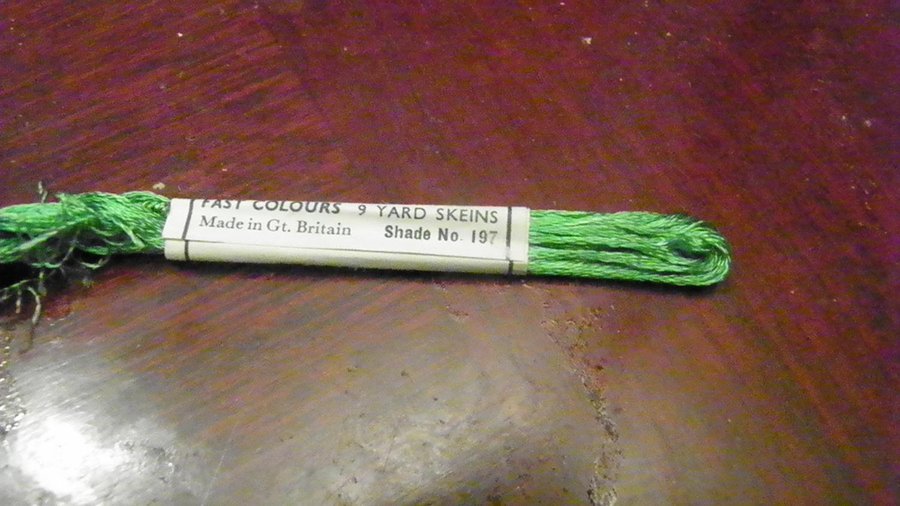 FAST COLOURS 9 YARD SKEINS
Made in Gt. Britain Shade No. 197